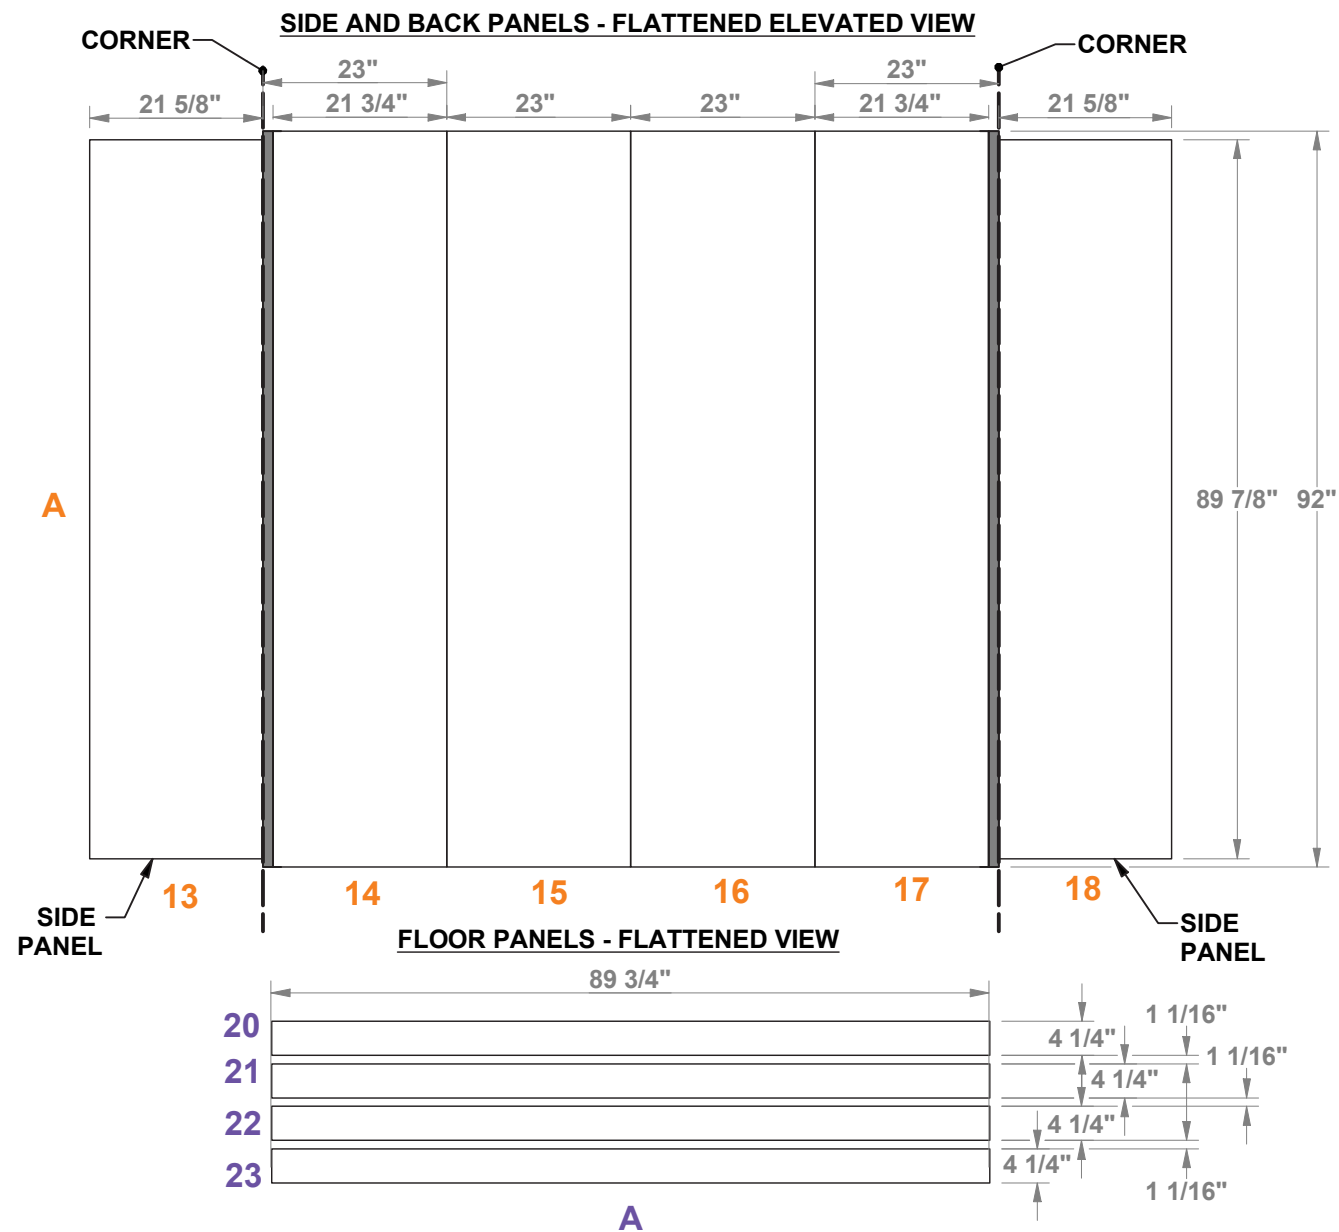 SIDE AND BACK PANELS - FLATTENED ELEVATED VIEW
CORNER
CORNER
23"
23"
21 5/8"
21 3/4"
23"
23"
21 3/4"
21 5/8"
A
89 7/8"
92"
13
14
15
16
17
18
SIDE
PANEL
SIDE
PANEL
FLOOR PANELS - FLATTENED VIEW
89 3/4"
20
21
22
23
1 1/16"
4 1/4"
1 1/16"
4 1/4"
4 1/4"
4 1/4"
1 1/16"
A